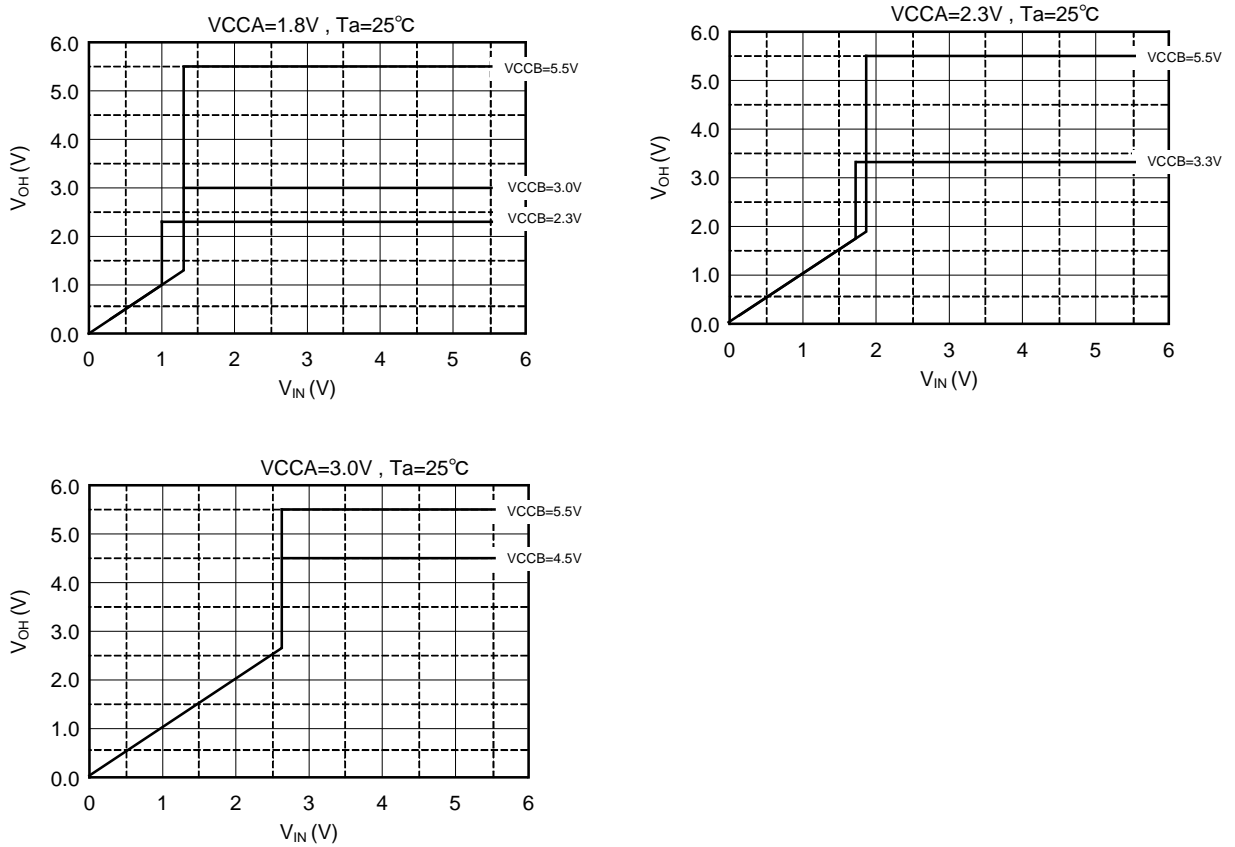 VCCA=1.8V , Ta=25℃
6.0
5.0
4.0
3.0
2.0
1.0
0.0
VOH (V)
VCCB=5.5V
VCCB=3.0V
VCCB=2.3V
0 1 2 3 4 5 6
VIN (V)
VCCA=2.3V , Ta=25℃
6.0
5.0
4.0
3.0
2.0
1.0
0.0
VOH (V)
VCCB=5.5V
VCCB=3.3V
0 1 2 3 4 5 6
VIN (V)
VCCA=3.0V , Ta=25℃
6.0
5.0
4.0
3.0
2.0
1.0
0.0
VOH (V)
VCCB=5.5V
VCCB=4.5V
0 1 2 3 4 5 6
VIN (V)